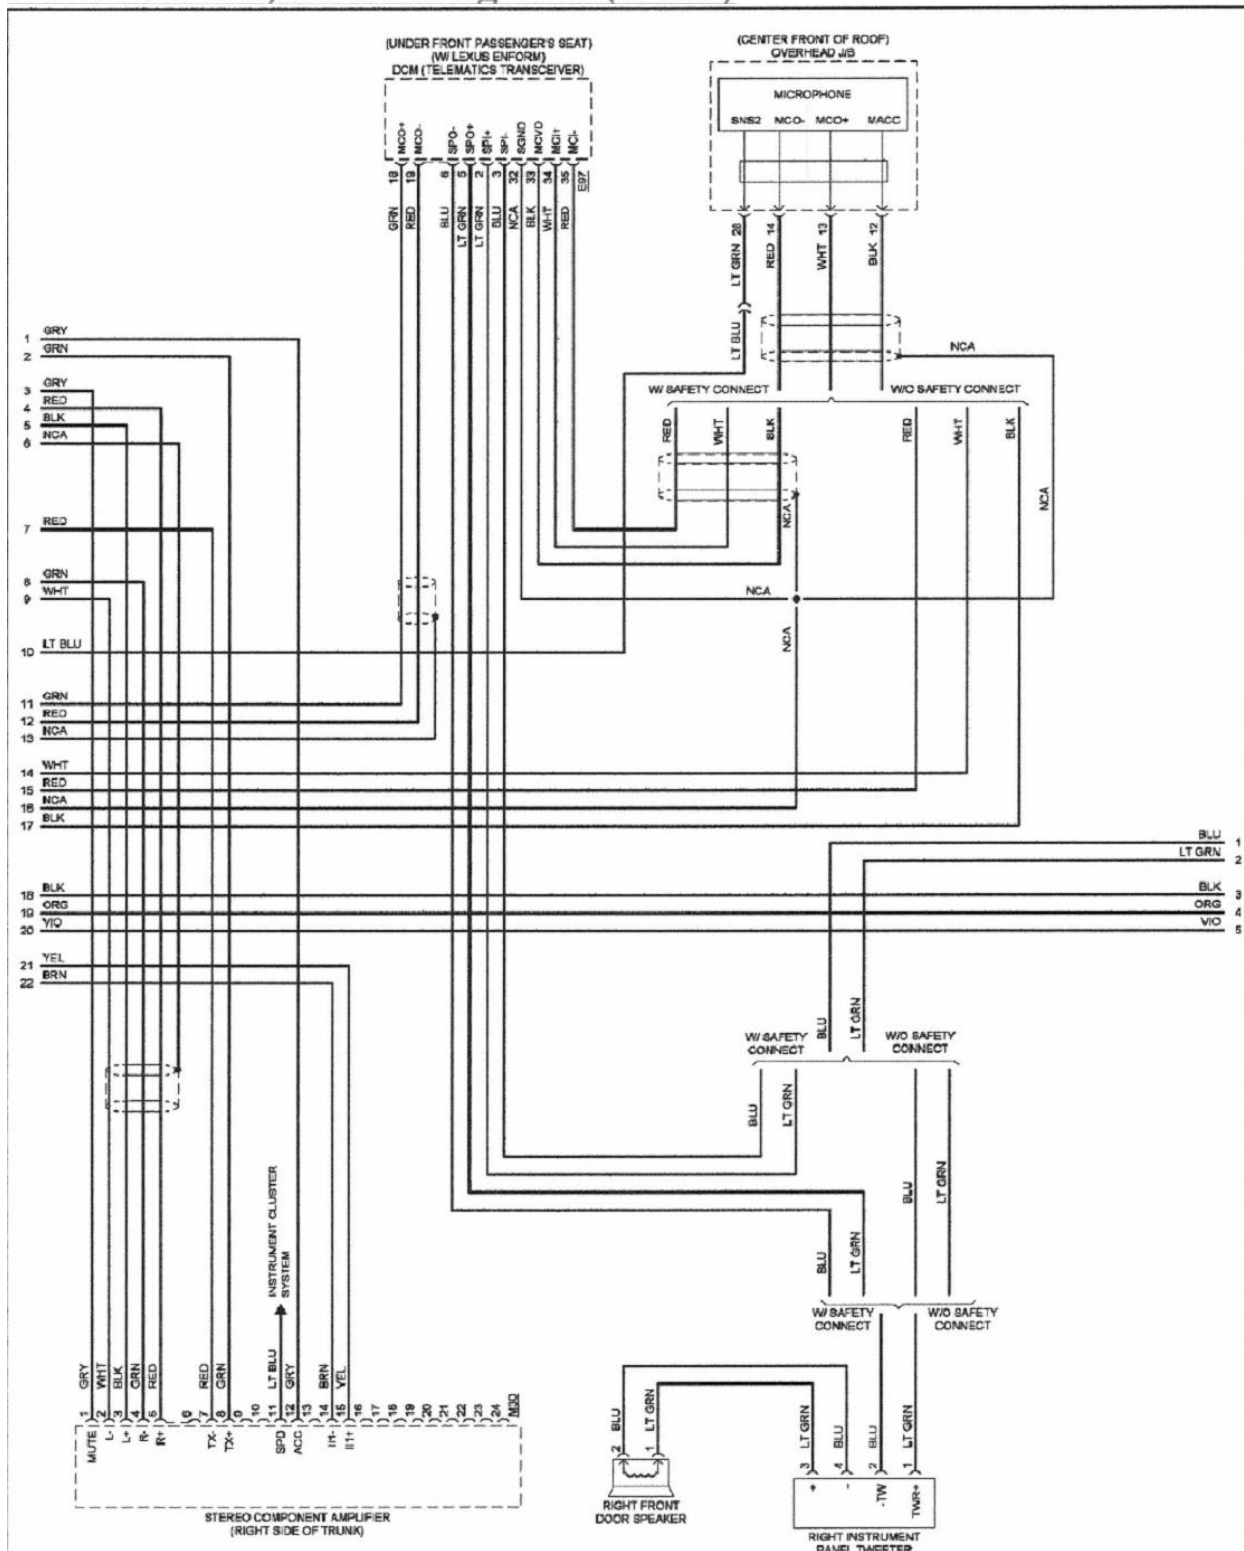 (UNDER FRONT PASSENGER'S SEAT)
(W/ LEXUS ENFORM)
DCM (TELEMATICS TRANSCEIVER)
(CENTER FRONT OF ROOF)
OVERHEAD J/B
MICROPHONE
SNS2 MCO- MCO+ MACC
MCO+ MCO- SPO- SPO+ SPI+ SPI- SGND MCVD MCI+ MCI-
18 19 6 5 2 3 32 33 34 35 E97
GRN RED BLU LT GRN LT GRN BLU NCA BLK WHT RED
28 14 13 12
LT GRN RED WHT BLK
LT BLU
NCA
1 GRY
2 GRN
3 GRY
4 RED
5 BLK
6 NCA
W/ SAFETY CONNECT W/O SAFETY CONNECT
RED WHT BLK RED WHT BLK
NCA NCA
7 RED
8 GRN
9 WHT
NCA
NCA
10 LT BLU
11 GRN
12 RED
13 NCA
14 WHT
15 RED
16 NCA
17 BLK
BLU 1
LT GRN 2
18 BLK BLK 3
19 ORG ORG 4
20 VIO VIO 5
21 YEL
22 BRN
BLU LT GRN
W/ SAFETY
CONNECT
W/O SAFETY
CONNECT
BLU LT GRN
BLU LT GRN
INSTRUMENT CLUSTER
SYSTEM
BLU LT GRN
W/ SAFETY
CONNECT
W/O SAFETY
CONNECT
GRY WHT BLK GRN RED RED GRN LT BLU GRY BRN YEL
1 2 3 4 5 6 7 8 9 10 11 12 13 14 15 16 17 18 19 20 21 22 23 24
MUTE L- L+ R- R+ TX- TX+ SPD ACC II1- II1+
STEREO COMPONENT AMPLIFIER
(RIGHT SIDE OF TRUNK)
BLU LT GRN
2 1
RIGHT FRONT
DOOR SPEAKER
LT GRN BLU BLU LT GRN
3 4 2 1
+ - -TW TWR+
RIGHT INSTRUMENT
PANEL TWEETER